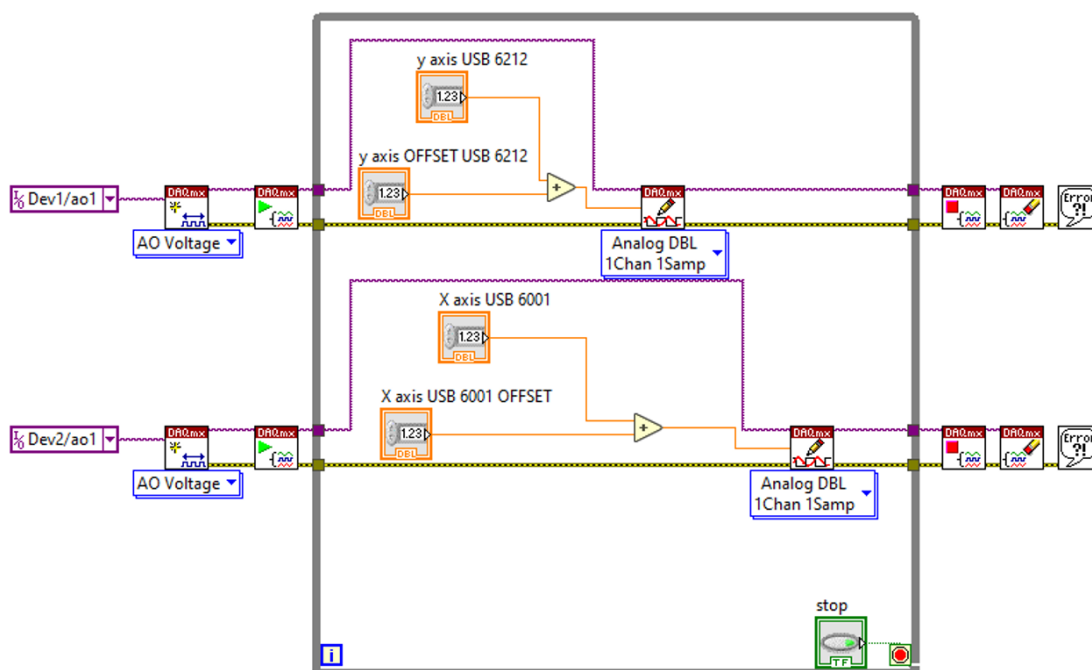 y axis USB 6212
1.23
DBL
y axis OFFSET USB 6212
1.23
DBL
I/O Dev1/ao1
DAQmx
DAQmx
DAQmx
DAQmx
DAQmx
Error
?!
+
AO Voltage
Analog DBL
1Chan 1Samp
X axis USB 6001
1.23
DBL
X axis USB 6001 OFFSET
1.23
DBL
I/O Dev2/ao1
DAQmx
DAQmx
DAQmx
DAQmx
DAQmx
Error
?!
+
AO Voltage
Analog DBL
1Chan 1Samp
stop
TF
i